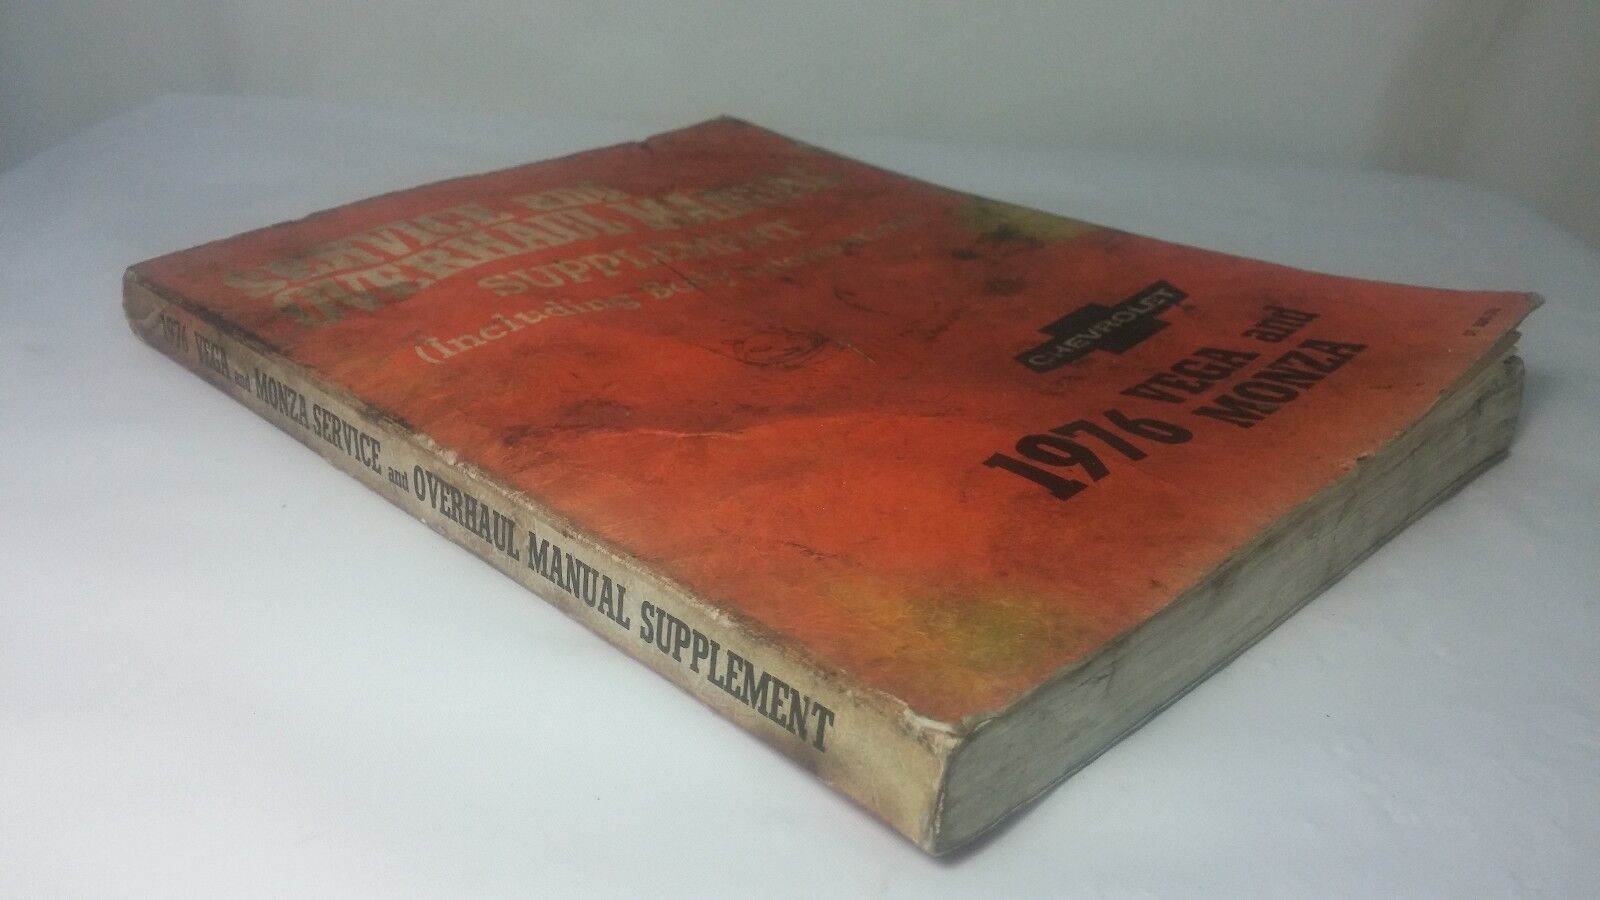 SERVICE and
OVERHAUL MANUAL
SUPPLEMENT
(Including Body
CHEVROLET
1976 VEGA and
MONZA
1976 VEGA and MONZA SERVICE and OVERHAUL MANUAL SUPPLEMENT